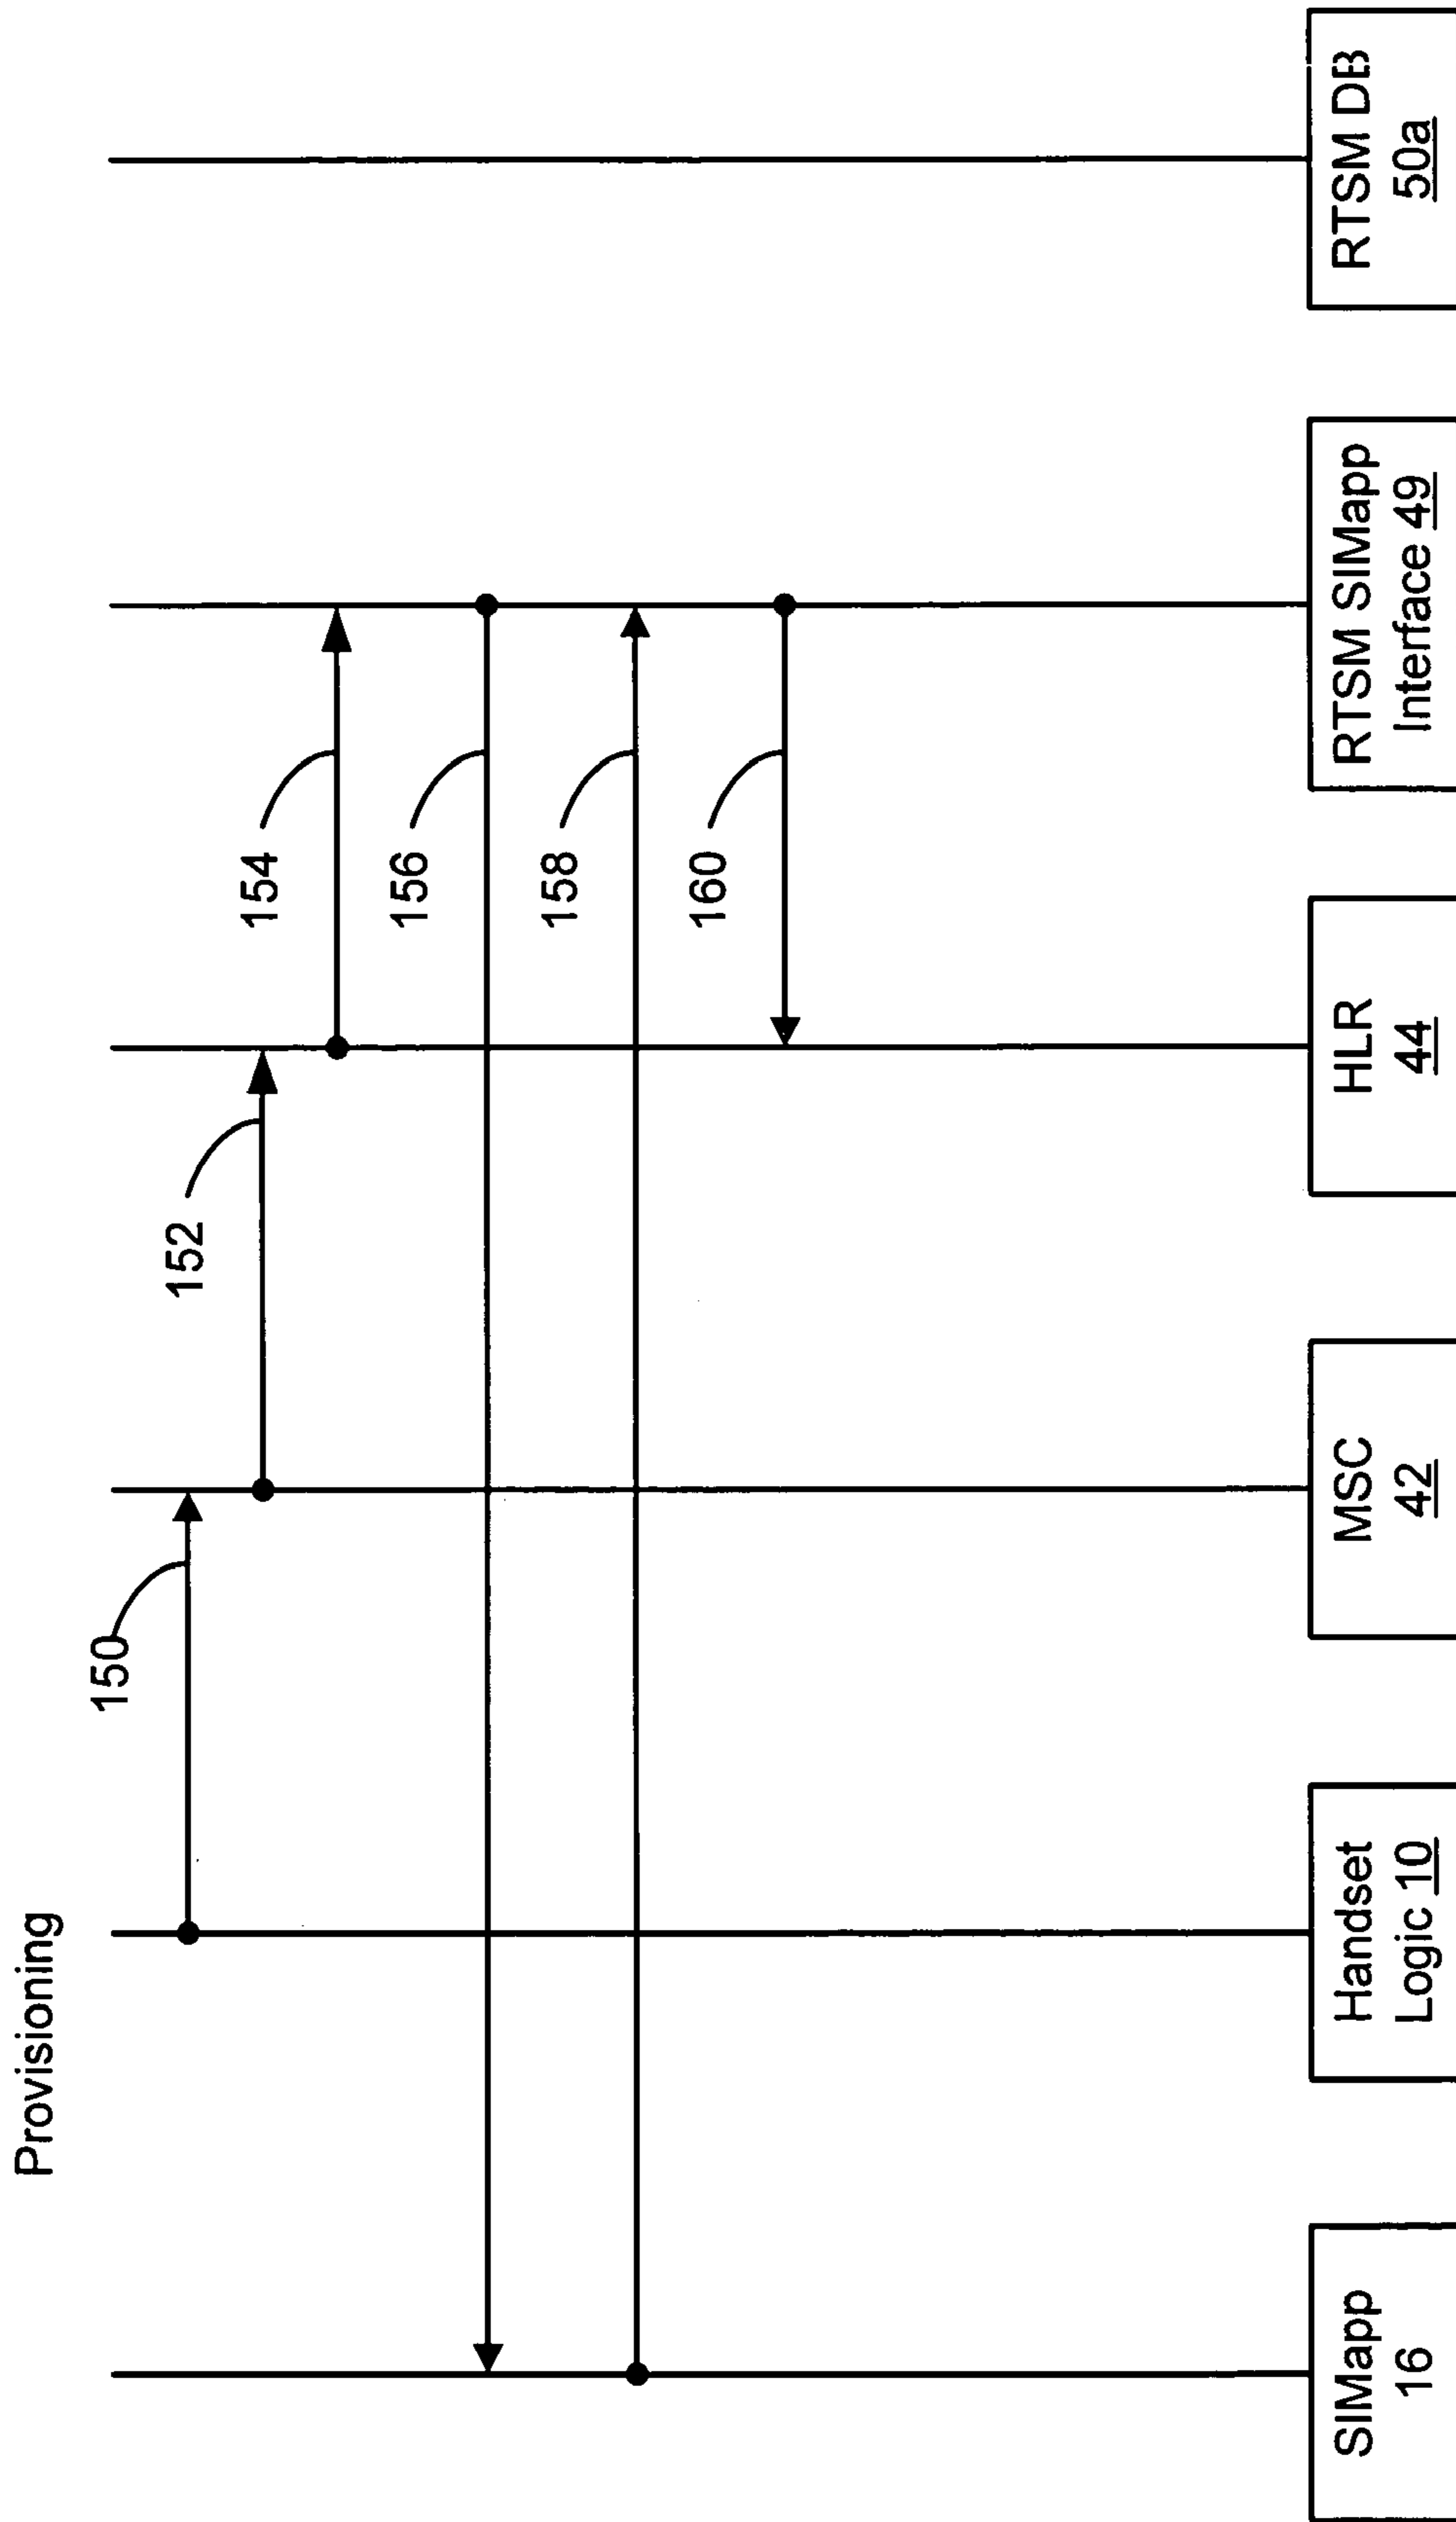 Provisioning
150
152
154
156
158
160
SIMapp
16
Handset
Logic 10
MSC
42
HLR
44
RTSM SIMapp
Interface 49
RTSM DB
50a